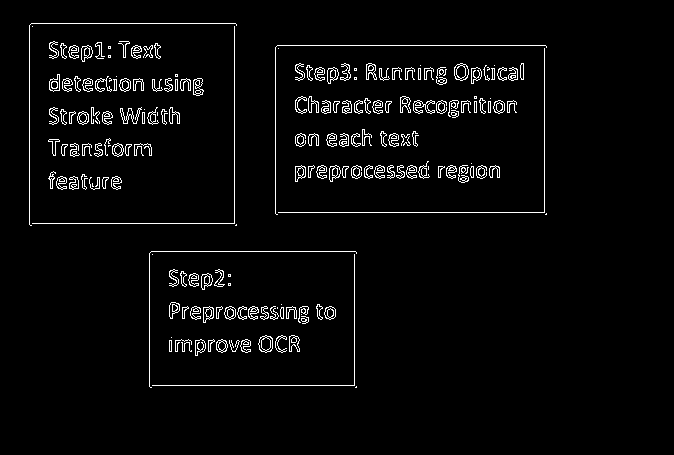 Step1: Text
detection using
Stroke Width
Transform
feature
Step3: Running Optical
Character Recognition
on each text
preprocessed region
Step2:
Preprocessing to
improve OCR